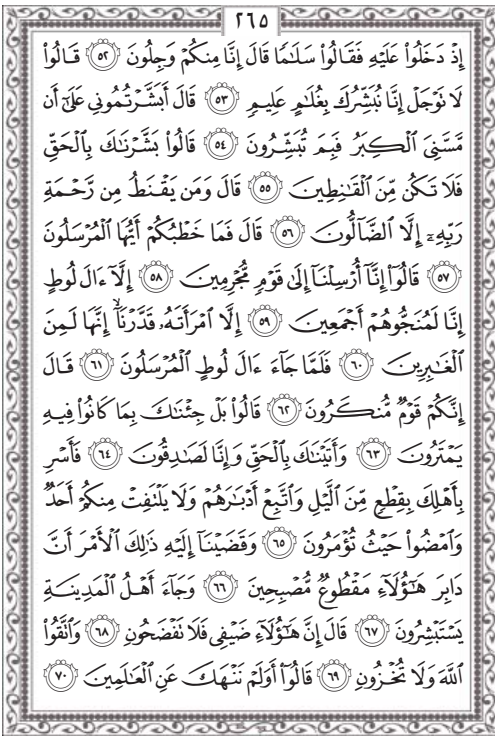 ٢٦٥
إِذْ دَخَلُوا۟ عَلَيْهِ فَقَالُوا۟ سَلَـٰمًا قَالَ إِنَّا مِنكُمْ وَجِلُونَ ٥٢ قَالُوا۟
لَا تَوْجَلْ إِنَّا نُبَشِّرُكَ بِغُلَـٰمٍ عَلِيمٍ ٥٣ قَالَ أَبَشَّرْتُمُونِى عَلَىٰٓ أَن
مَّسَّنِىَ ٱلْكِبَرُ فَبِمَ تُبَشِّرُونَ ٥٤ قَالُوا۟ بَشَّرْنَـٰكَ بِٱلْحَقِّ
فَلَا تَكُن مِّنَ ٱلْقَـٰنِطِينَ ٥٥ قَالَ وَمَن يَقْنَطُ مِن رَّحْمَةِ
رَبِّهِۦٓ إِلَّا ٱلضَّآلُّونَ ٥٦ قَالَ فَمَا خَطْبُكُمْ أَيُّهَا ٱلْمُرْسَلُونَ
٥٧ قَالُوٓا۟ إِنَّآ أُرْسِلْنَآ إِلَىٰ قَوْمٍ مُّجْرِمِينَ ٥٨ إِلَّآ ءَالَ لُوطٍ
إِنَّا لَمُنَجُّوهُمْ أَجْمَعِينَ ٥٩ إِلَّا ٱمْرَأَتَهُۥ قَدَّرْنَآ ۙ إِنَّهَا لَمِنَ
ٱلْغَـٰبِرِينَ ٦٠ فَلَمَّا جَآءَ ءَالَ لُوطٍ ٱلْمُرْسَلُونَ ٦١ قَالَ
إِنَّكُمْ قَوْمٌ مُّنكَرُونَ ٦٢ قَالُوا۟ بَلْ جِئْنَـٰكَ بِمَا كَانُوا۟ فِيهِ
يَمْتَرُونَ ٦٣ وَأَتَيْنَـٰكَ بِٱلْحَقِّ وَإِنَّا لَصَـٰدِقُونَ ٦٤ فَأَسْرِ
بِأَهْلِكَ بِقِطْعٍ مِّنَ ٱلَّيْلِ وَٱتَّبِعْ أَدْبَـٰرَهُمْ وَلَا يَلْتَفِتْ مِنكُمْ أَحَدٌ
وَٱمْضُوا۟ حَيْثُ تُؤْمَرُونَ ٦٥ وَقَضَيْنَآ إِلَيْهِ ذَٰلِكَ ٱلْأَمْرَ أَنَّ
دَابِرَ هَـٰٓؤُلَآءِ مَقْطُوعٌ مُّصْبِحِينَ ٦٦ وَجَآءَ أَهْلُ ٱلْمَدِينَةِ
يَسْتَبْشِرُونَ ٦٧ قَالَ إِنَّ هَـٰٓؤُلَآءِ ضَيْفِى فَلَا تَفْضَحُونِ ٦٨ وَٱتَّقُوا۟
ٱللَّهَ وَلَا تُخْزُونِ ٦٩ قَالُوٓا۟ أَوَلَمْ نَنْهَكَ عَنِ ٱلْعَـٰلَمِينَ ٧٠